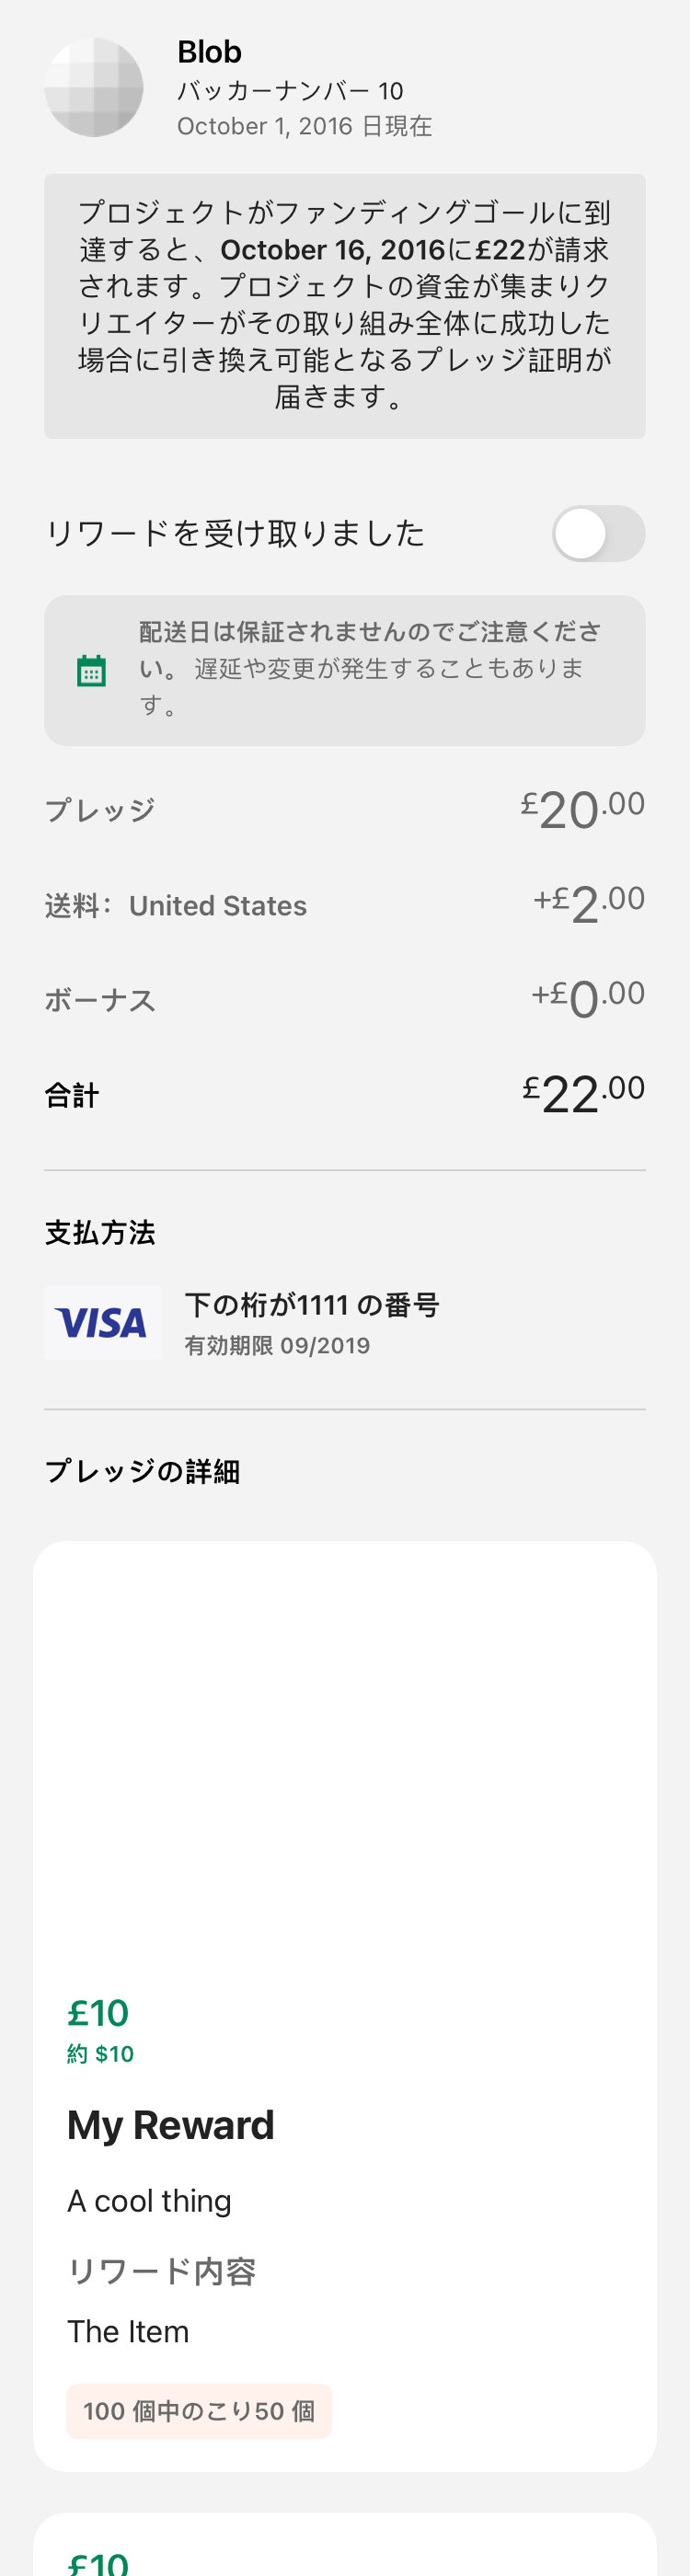 Blob
バッカーナンバー 10
October 1, 2016 日現在
プロジェクトがファンディングゴールに到
達すると、October 16, 2016に£22が請求
されます。プロジェクトの資金が集まりク
リエイターがその取り組み全体に成功した
場合に引き換え可能となるプレッジ証明が
届きます。
リワードを受け取りました
配送日は保証されませんのでご注意くださ
い。 遅延や変更が発生することもありま
す。
プレッジ £20.00
送料： United States +£2.00
ボーナス +£0.00
合計 £22.00
支払方法
VISA
下の桁が1111 の番号
有効期限 09/2019
プレッジの詳細
£10
約 $10
My Reward
A cool thing
リワード内容
The Item
100 個中のこり50 個
£10